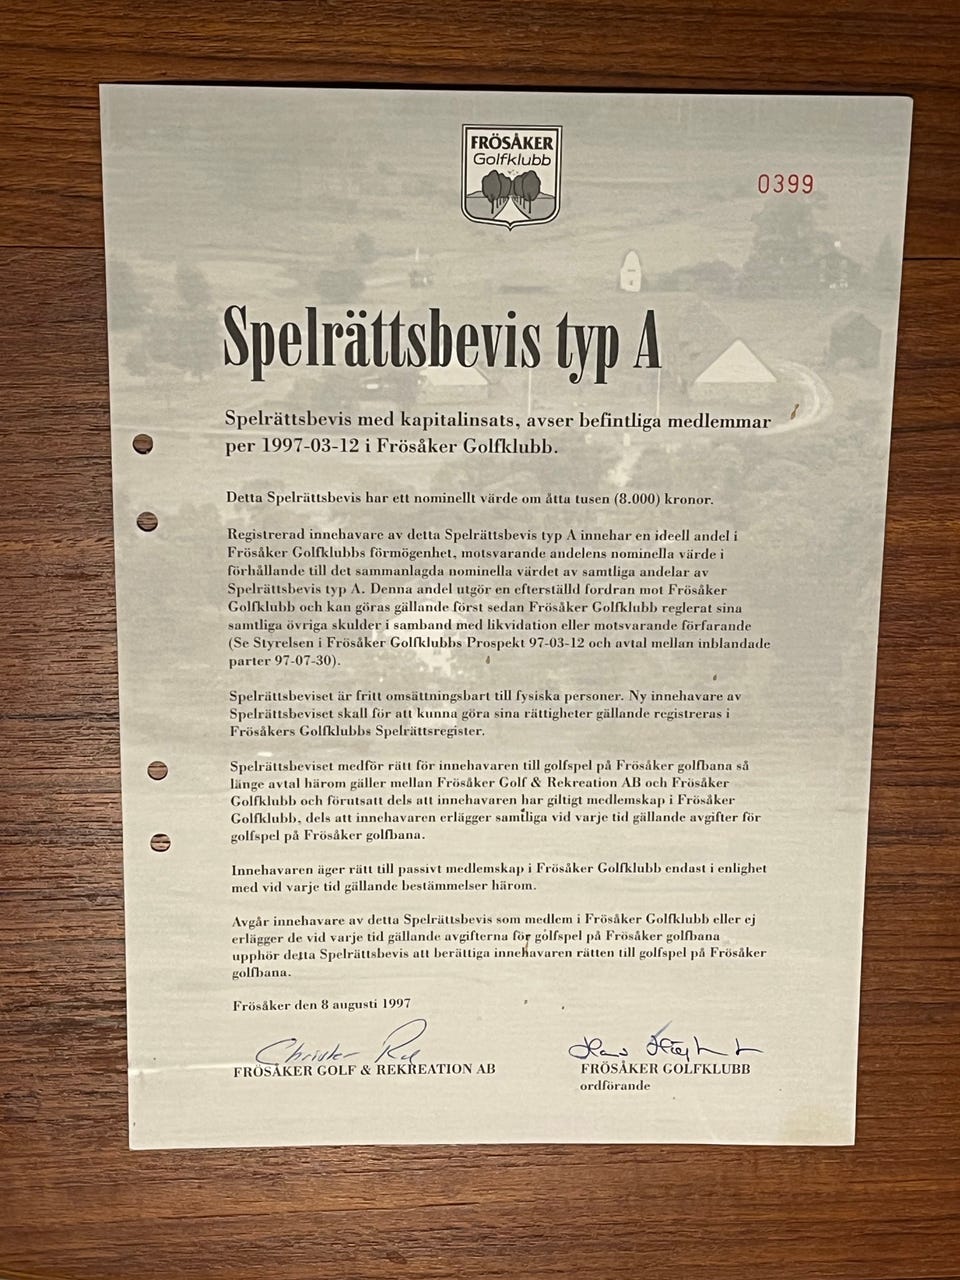 FRÖSÅKER
Golfklubb
0399
Spelrättsbevis typ A
Spelrättsbevis med kapitalinsats, avser befintliga medlemmar
per 1997-03-12 i Frösåker Golfklubb.
Detta Spelrättsbevis har ett nominellt värde om åtta tusen (8.000) kronor.
Registrerad innehavare av detta Spelrättsbevis typ A innehar en ideell andel i
Frösåker Golfklubbs förmögenhet, motsvarande andelens nominella värde i
förhållande till det sammanlagda nominella värdet av samtliga andelar av
Spelrättsbevis typ A. Denna andel utgör en efterställd fordran mot Frösåker
Golfklubb och kan göras gällande först sedan Frösåker Golfklubb reglerat sina
samtliga övriga skulder i samband med likvidation eller motsvarande förfarande
(Se Styrelsen i Frösåker Golfklubbs Prospekt 97-03-12 och avtal mellan inblandade
parter 97-07-30).
Spelrättsbeviset är fritt omsättningsbart till fysiska personer. Ny innehavare av
Spelrättsbeviset skall för att kunna göra sina rättigheter gällande registreras i
Frösåkers Golfklubbs Spelrättsregister.
Spelrättsbeviset medför rätt för innehavaren till golfspel på Frösåker golfbana så
länge avtal härom gäller mellan Frösåker Golf & Rekreation AB och Frösåker
Golfklubb och förutsatt dels att innehavaren har giltigt medlemskap i Frösåker
Golfklubb, dels att innehavaren erlägger samtliga vid varje tid gällande avgifter för
golfspel på Frösåker golfbana.
Innehavaren äger rätt till passivt medlemskap i Frösåker Golfklubb endast i enlighet
med vid varje tid gällande bestämmelser härom.
Avgår innehavare av detta Spelrättsbevis som medlem i Frösåker Golfklubb eller ej
erlägger de vid varje tid gällande avgifterna för golfspel på Frösåker golfbana
upphör detta Spelrättsbevis att berättiga innehavaren rätten till golfspel på Frösåker
golfbana.
Frösåker den 8 augusti 1997
Christer
FRÖSÅKER GOLF & REKREATION AB
FRÖSÅKER GOLFKLUBB
ordförande